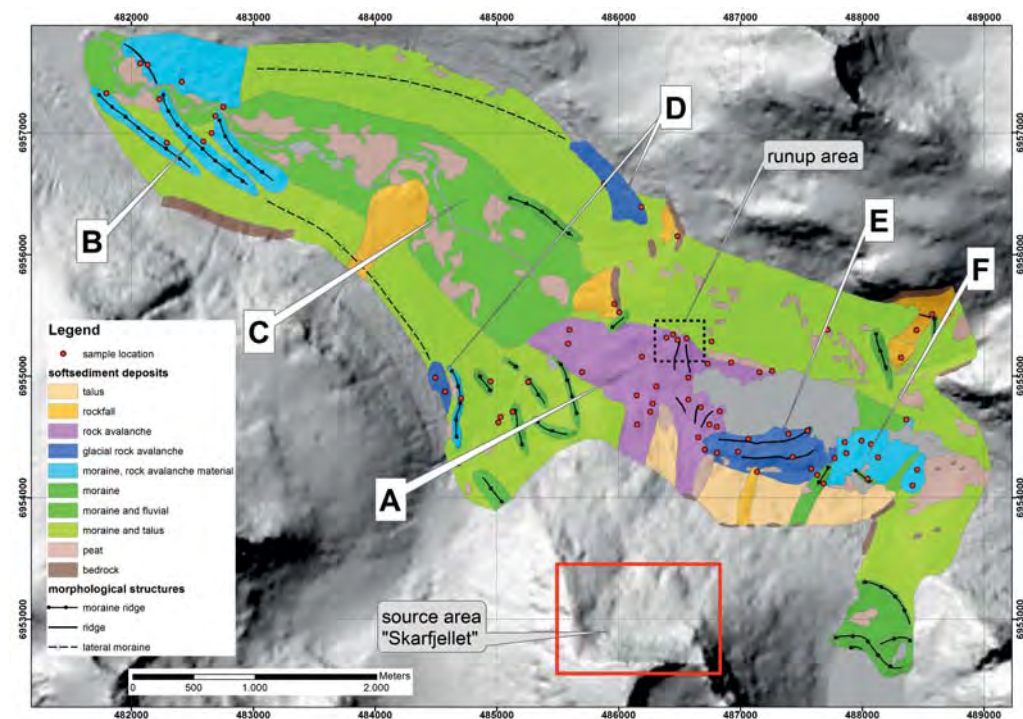 482000 483000 484000 485000 486000 487000 488000 489000
6957000 6957000
6956000 6956000
6955000 6955000
6954000 6954000
6953000 6953000
D
runup area
B
E
F
C
A
Legend
sample location
softsediment deposits
talus
rockfall
rock avalanche
glacial rock avalanche
moraine, rock avalanche material
moraine
moraine and fluvial
moraine and talus
peat
bedrock
morphological structures
moraine ridge
ridge
lateral moraine
source area
"Skarfjellet"
Meters
0 500 1.000 2.000
482000 483000 484000 485000 486000 487000 488000 489000